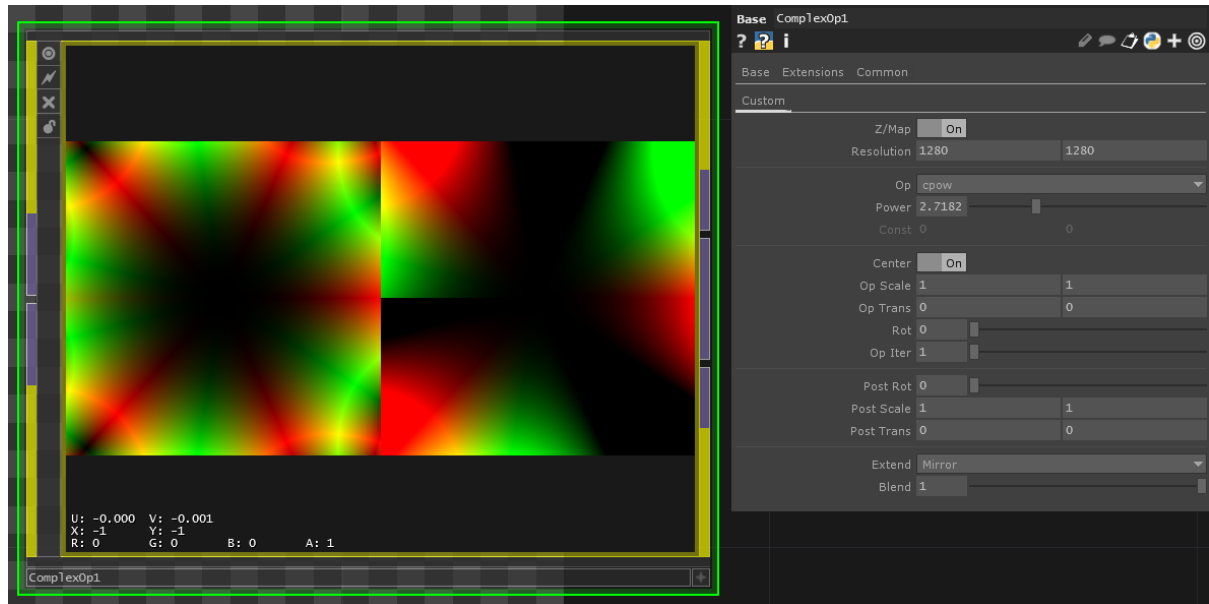 U: -0.000 V: -0.001
X: -1 Y: -1
R: 0 G: 0 B: 0 A: 1
ComplexOp1
Base ComplexOp1
? ? i
Base Extensions Common
Custom
Z/Map On
Resolution 1280 1280
Op cpow
Power 2.7182
Const 0 0
Center On
Op Scale 1 1
Op Trans 0 0
Rot 0
Op Iter 1
Post Rot 0
Post Scale 1 1
Post Trans 0 0
Extend Mirror
Blend 1